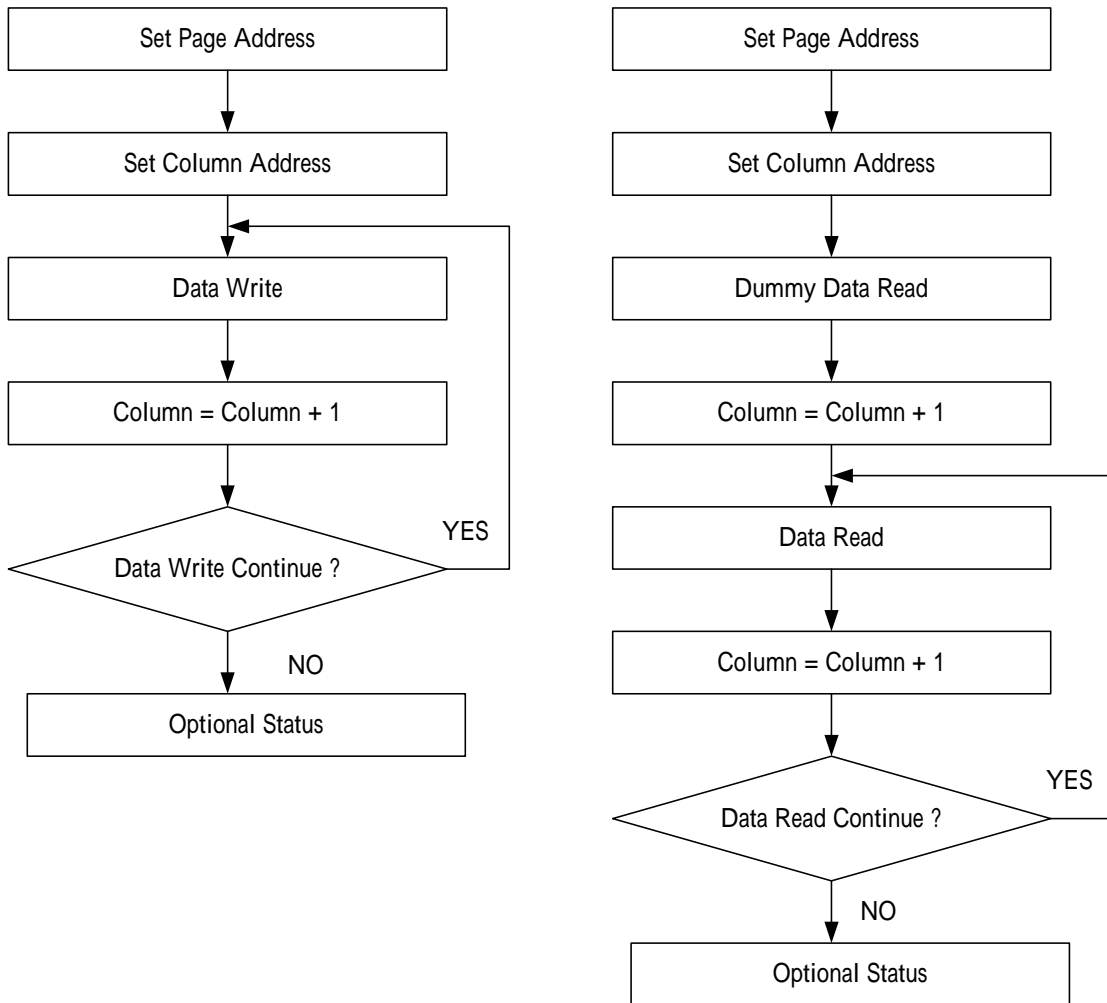 Set Page Address
Set Column Address
Data Write
Column = Column + 1
Data Write Continue ?
YES
NO
Optional Status
Set Page Address
Set Column Address
Dummy Data Read
Column = Column + 1
Data Read
Column = Column + 1
Data Read Continue ?
YES
NO
Optional Status